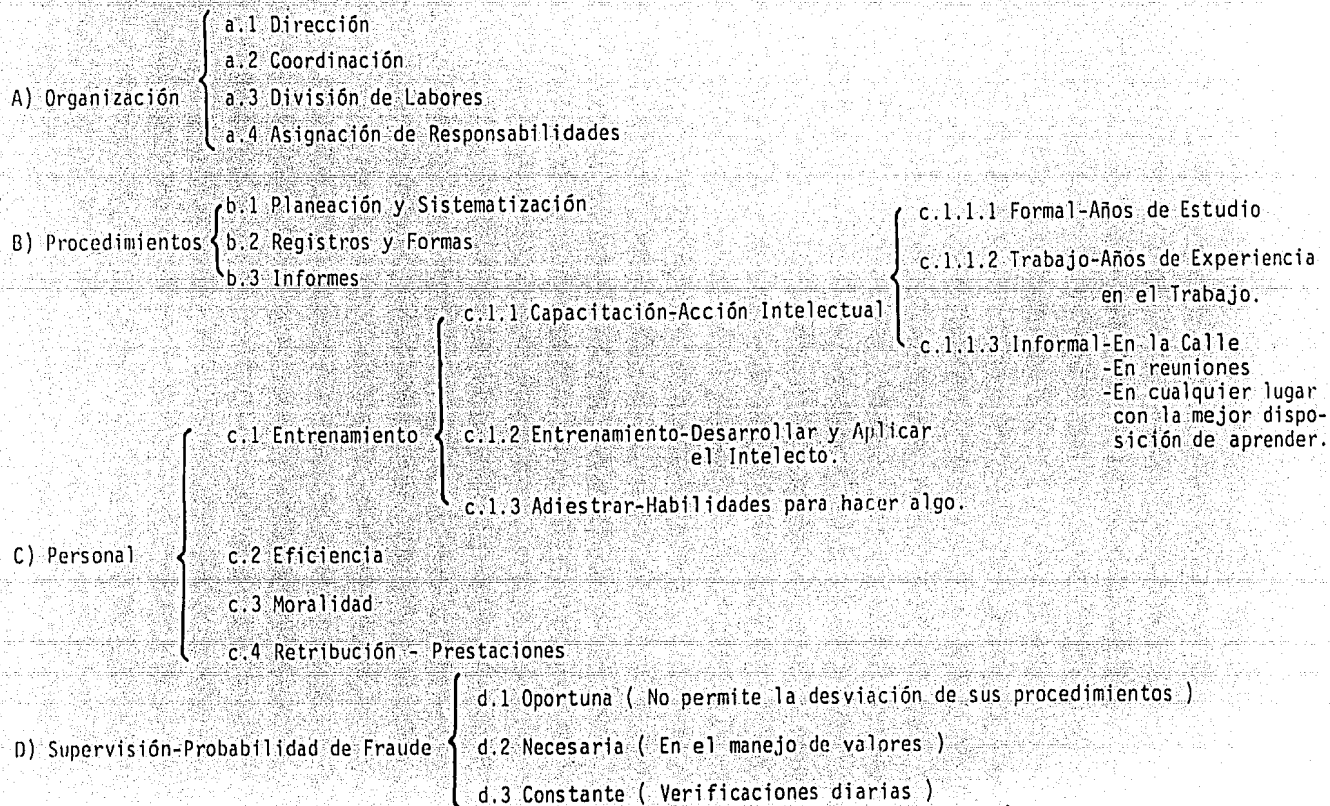 a.1 Dirección
a.2 Coordinación
A) Organización
a.3 División de Labores
a.4 Asignación de Responsabilidades
B) Procedimientos
b.1 Planeación y Sistematización
b.2 Registros y Formas
b.3 Informes
C) Personal
c.1 Entrenamiento
c.1.1 Capacitación-Acción Intelectual
c.1.1.1 Formal-Años de Estudio
c.1.1.2 Trabajo-Años de Experiencia
en el Trabajo.
c.1.1.3 Informal-En la Calle
-En reuniones
-En cualquier lugar
con la mejor dispo-
sición de aprender.
c.1.2 Entrenamiento-Desarrollar y Aplicar
el Intelecto.
c.1.3 Adiestrar-Habilidades para hacer algo.
c.2 Eficiencia
c.3 Moralidad
c.4 Retribución - Prestaciones
D) Supervisión-Probabilidad de Fraude
d.1 Oportuna ( No permite la desviación de sus procedimientos )
d.2 Necesaria ( En el manejo de valores )
d.3 Constante ( Verificaciones diarias )